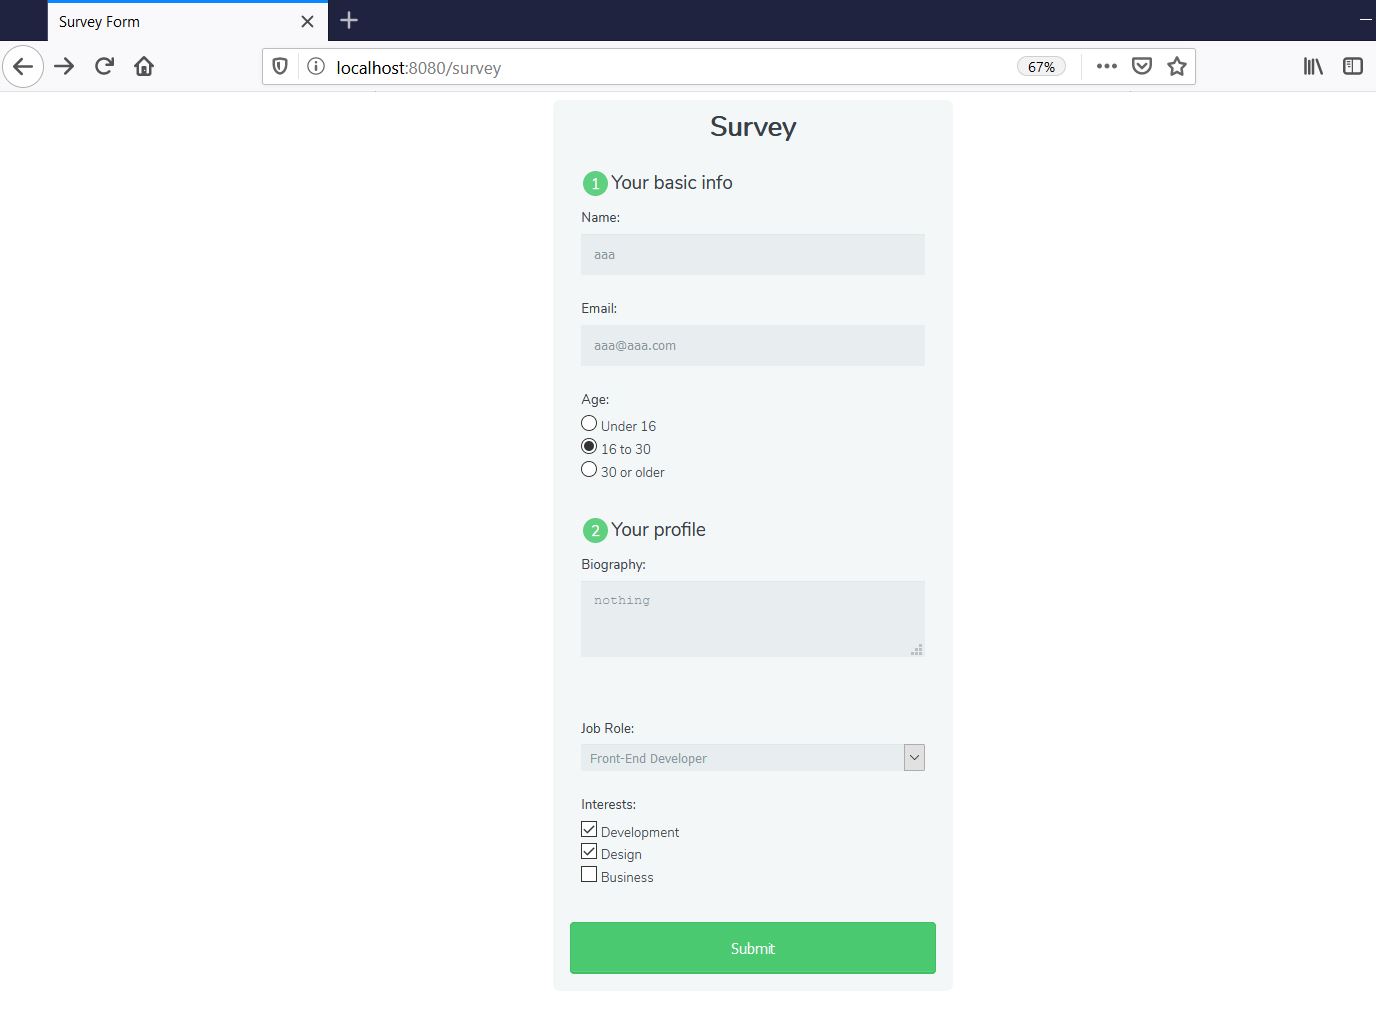 Survey Form
localhost:8080/survey
67%
Survey
1 Your basic info
Name:
aaa
Email:
aaa@aaa.com
Age:
Under 16
16 to 30
30 or older
2 Your profile
Biography:
nothing
Job Role:
Front-End Developer
Interests:
Development
Design
Business
Submit